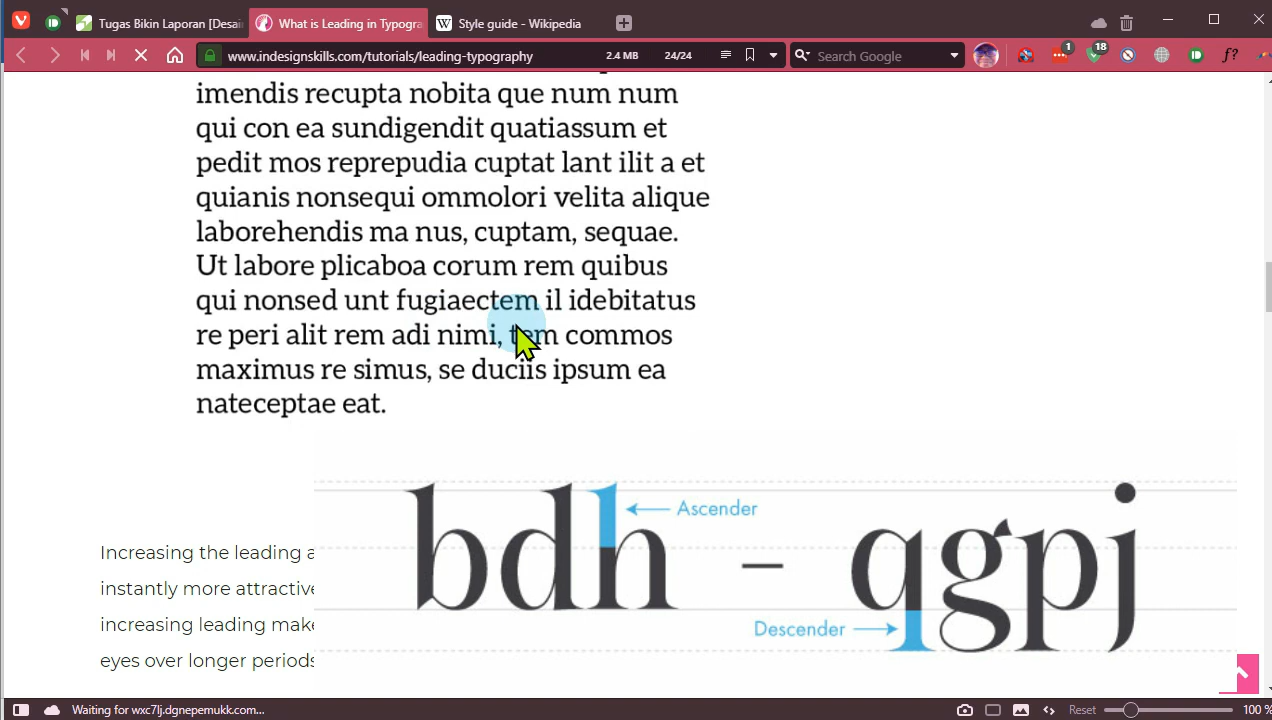 Tugas Bikin Laporan [Desai
What is Leading in Typogra
Style guide - Wikipedia
www.indesignskills.com/tutorials/leading-typography
2.4 MB
24/24
Search Google
1
18
f?
imendis recupta nobita que num num
qui con ea sundigendit quatiassum et
pedit mos reprepudia cuptat lant ilit a et
quianis nonsequi ommolori velita alique
laborehendis ma nus, cuptam, sequae.
Ut labore plicaboa corum rem quibus
qui nonsed unt fugiaectem il idebitatus
re peri alit rem adi nimi, tem commos
maximus re simus, se duciis ipsum ea
nateceptae eat.
bdh – qgpj
Ascender
Descender
Increasing the leading a
instantly more attractive
increasing leading make
eyes over longer periods
Waiting for wxc7lj.dgnepemukk.com...
Reset
100 %